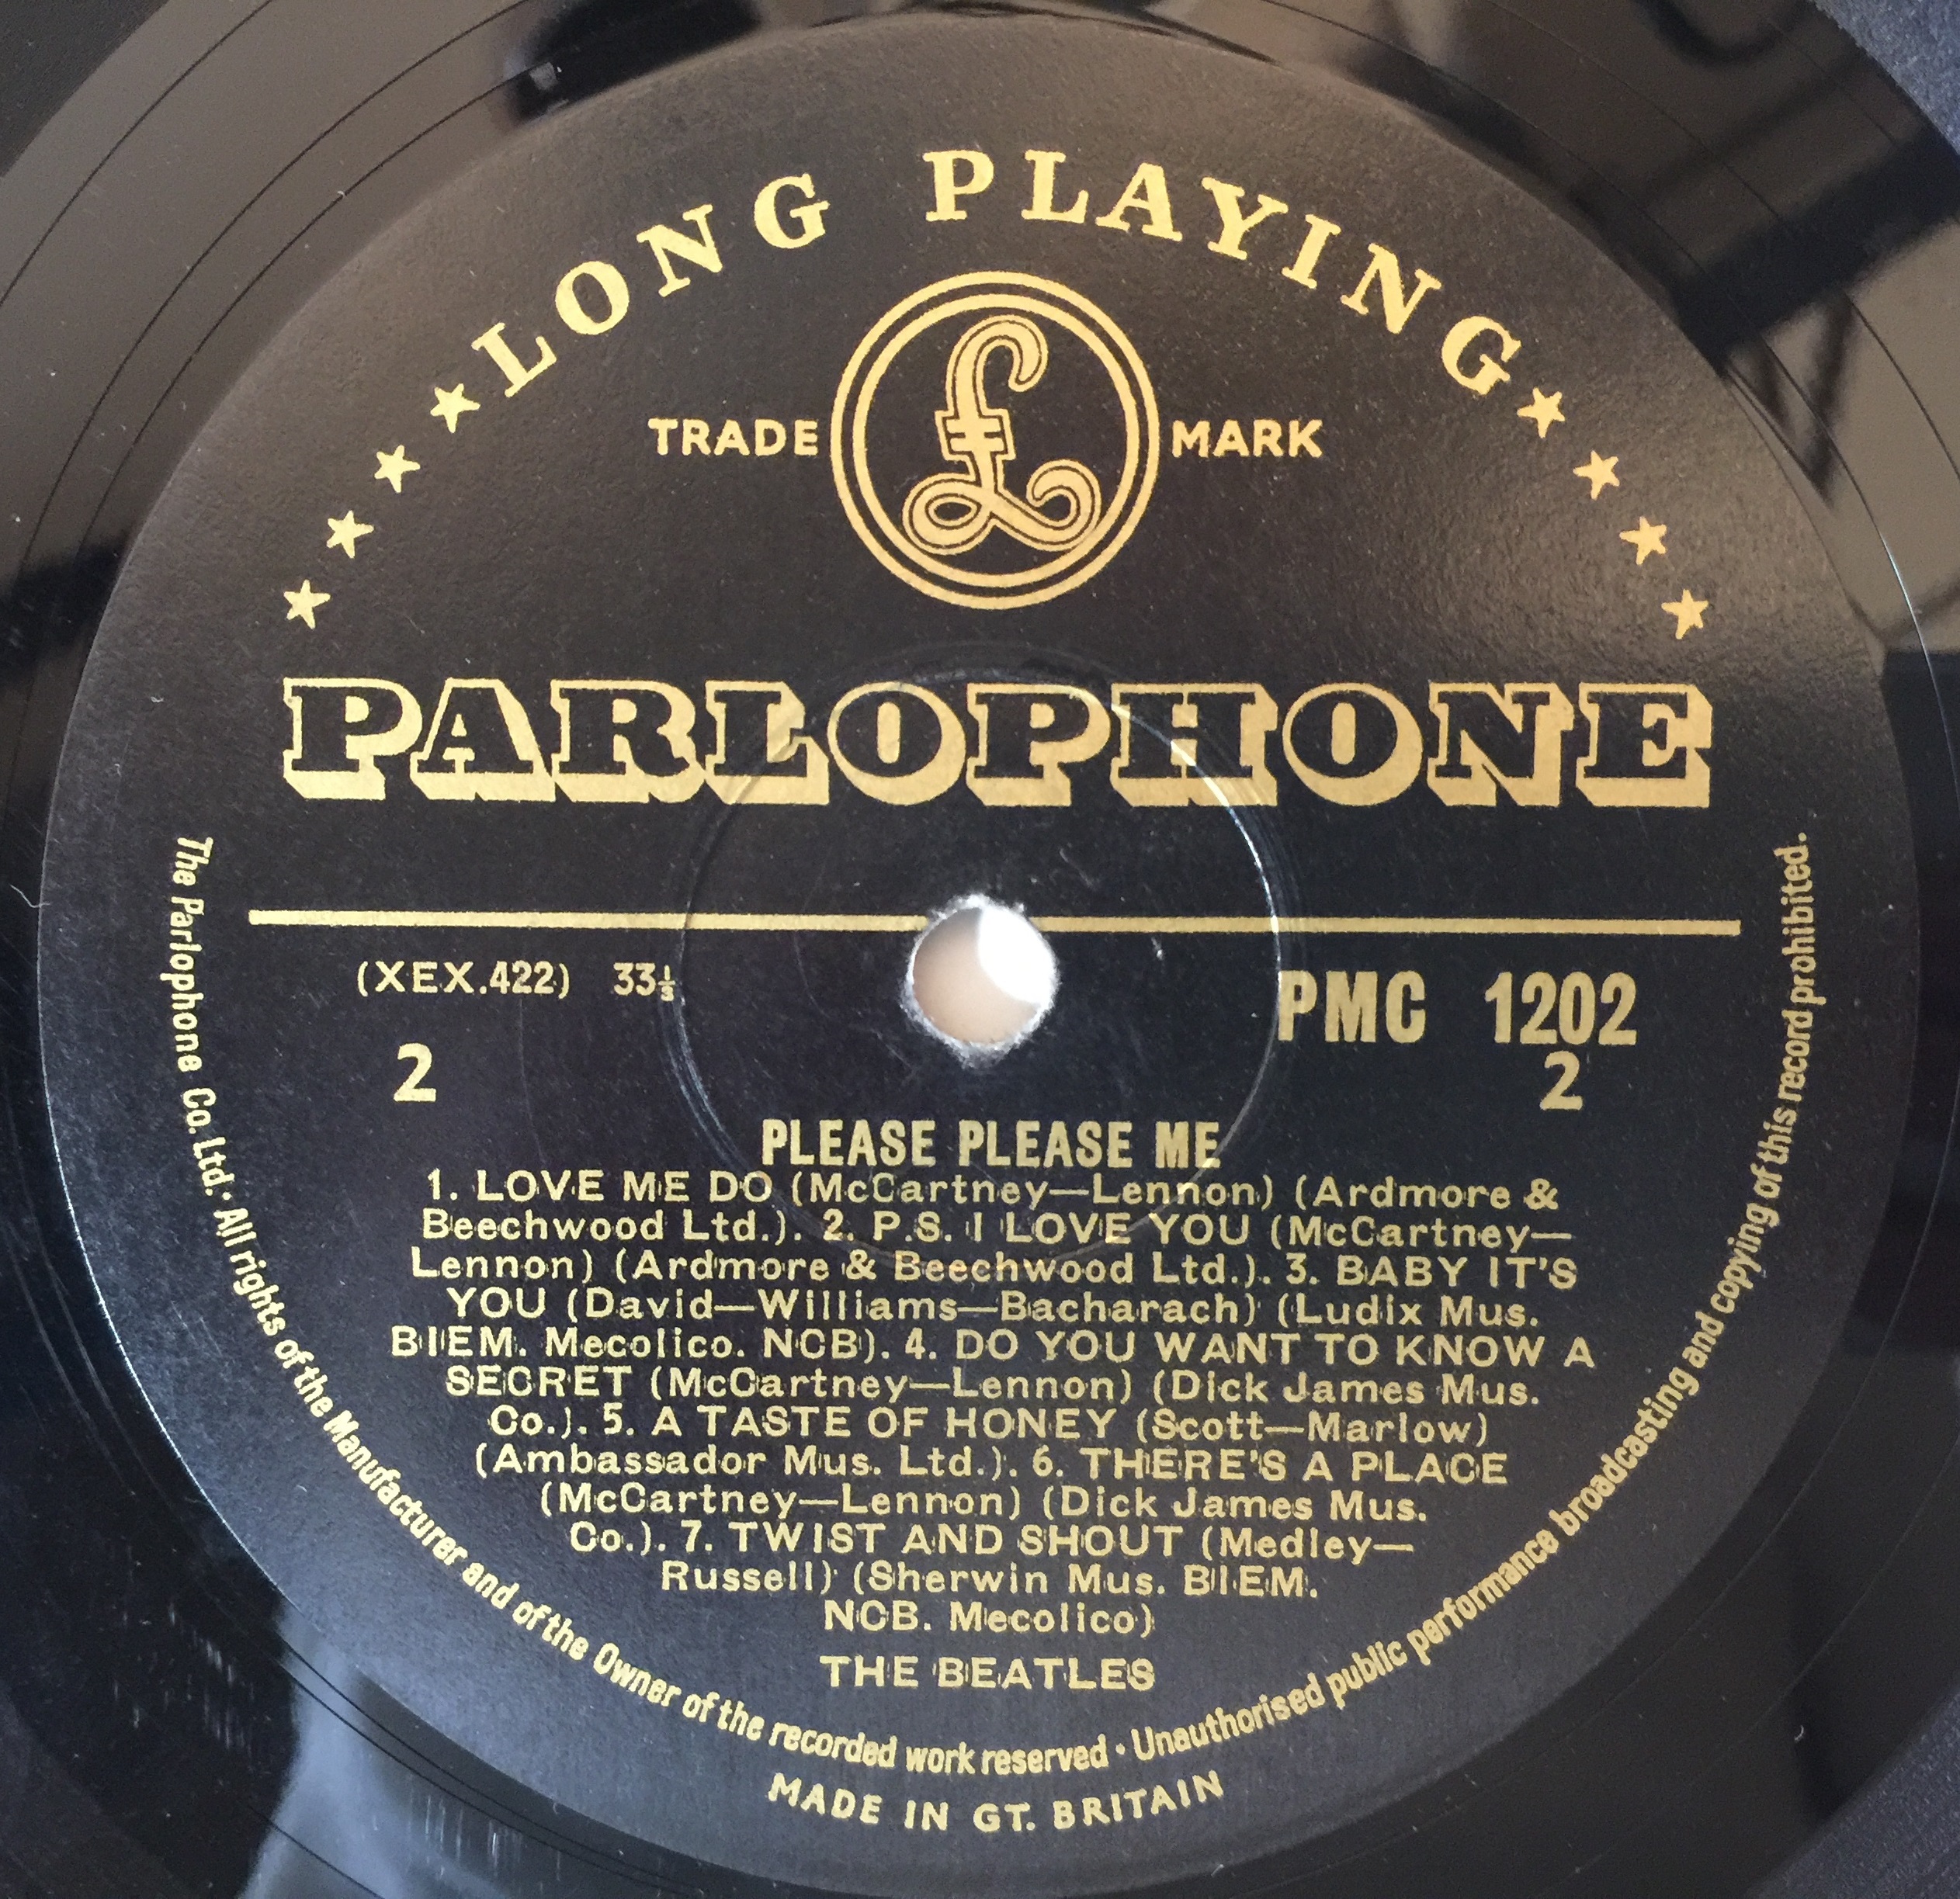 LONG PLAYING
TRADE £ MARK
PARLOPHONE
(XEX.422) 33⅓
PMC 1202
2
2
PLEASE PLEASE ME
1. LOVE ME DO (McCartney—Lennon) (Ardmore &
Beechwood Ltd.). 2. P.S. I LOVE YOU (McCartney—
Lennon) (Ardmore & Beechwood Ltd.). 3. BABY IT'S
YOU (David—Williams—Bacharach) (Ludix Mus.
BIEM. Mecolico. NCB). 4. DO YOU WANT TO KNOW A
SECRET (McCartney—Lennon) (Dick James Mus.
Co.). 5. A TASTE OF HONEY (Scott—Marlow)
(Ambassador Mus. Ltd.). 6. THERE'S A PLACE
(McCartney—Lennon) (Dick James Mus.
Co.). 7. TWIST AND SHOUT (Medley—
Russell) (Sherwin Mus. BIEM.
NCB. Mecolico)
THE BEATLES
The Parlophone Co. Ltd. · All rights of the Manufacturer and of the Owner of the recorded work reserved · Unauthorised public performance broadcasting and copying of this record prohibited.
MADE IN GT. BRITAIN